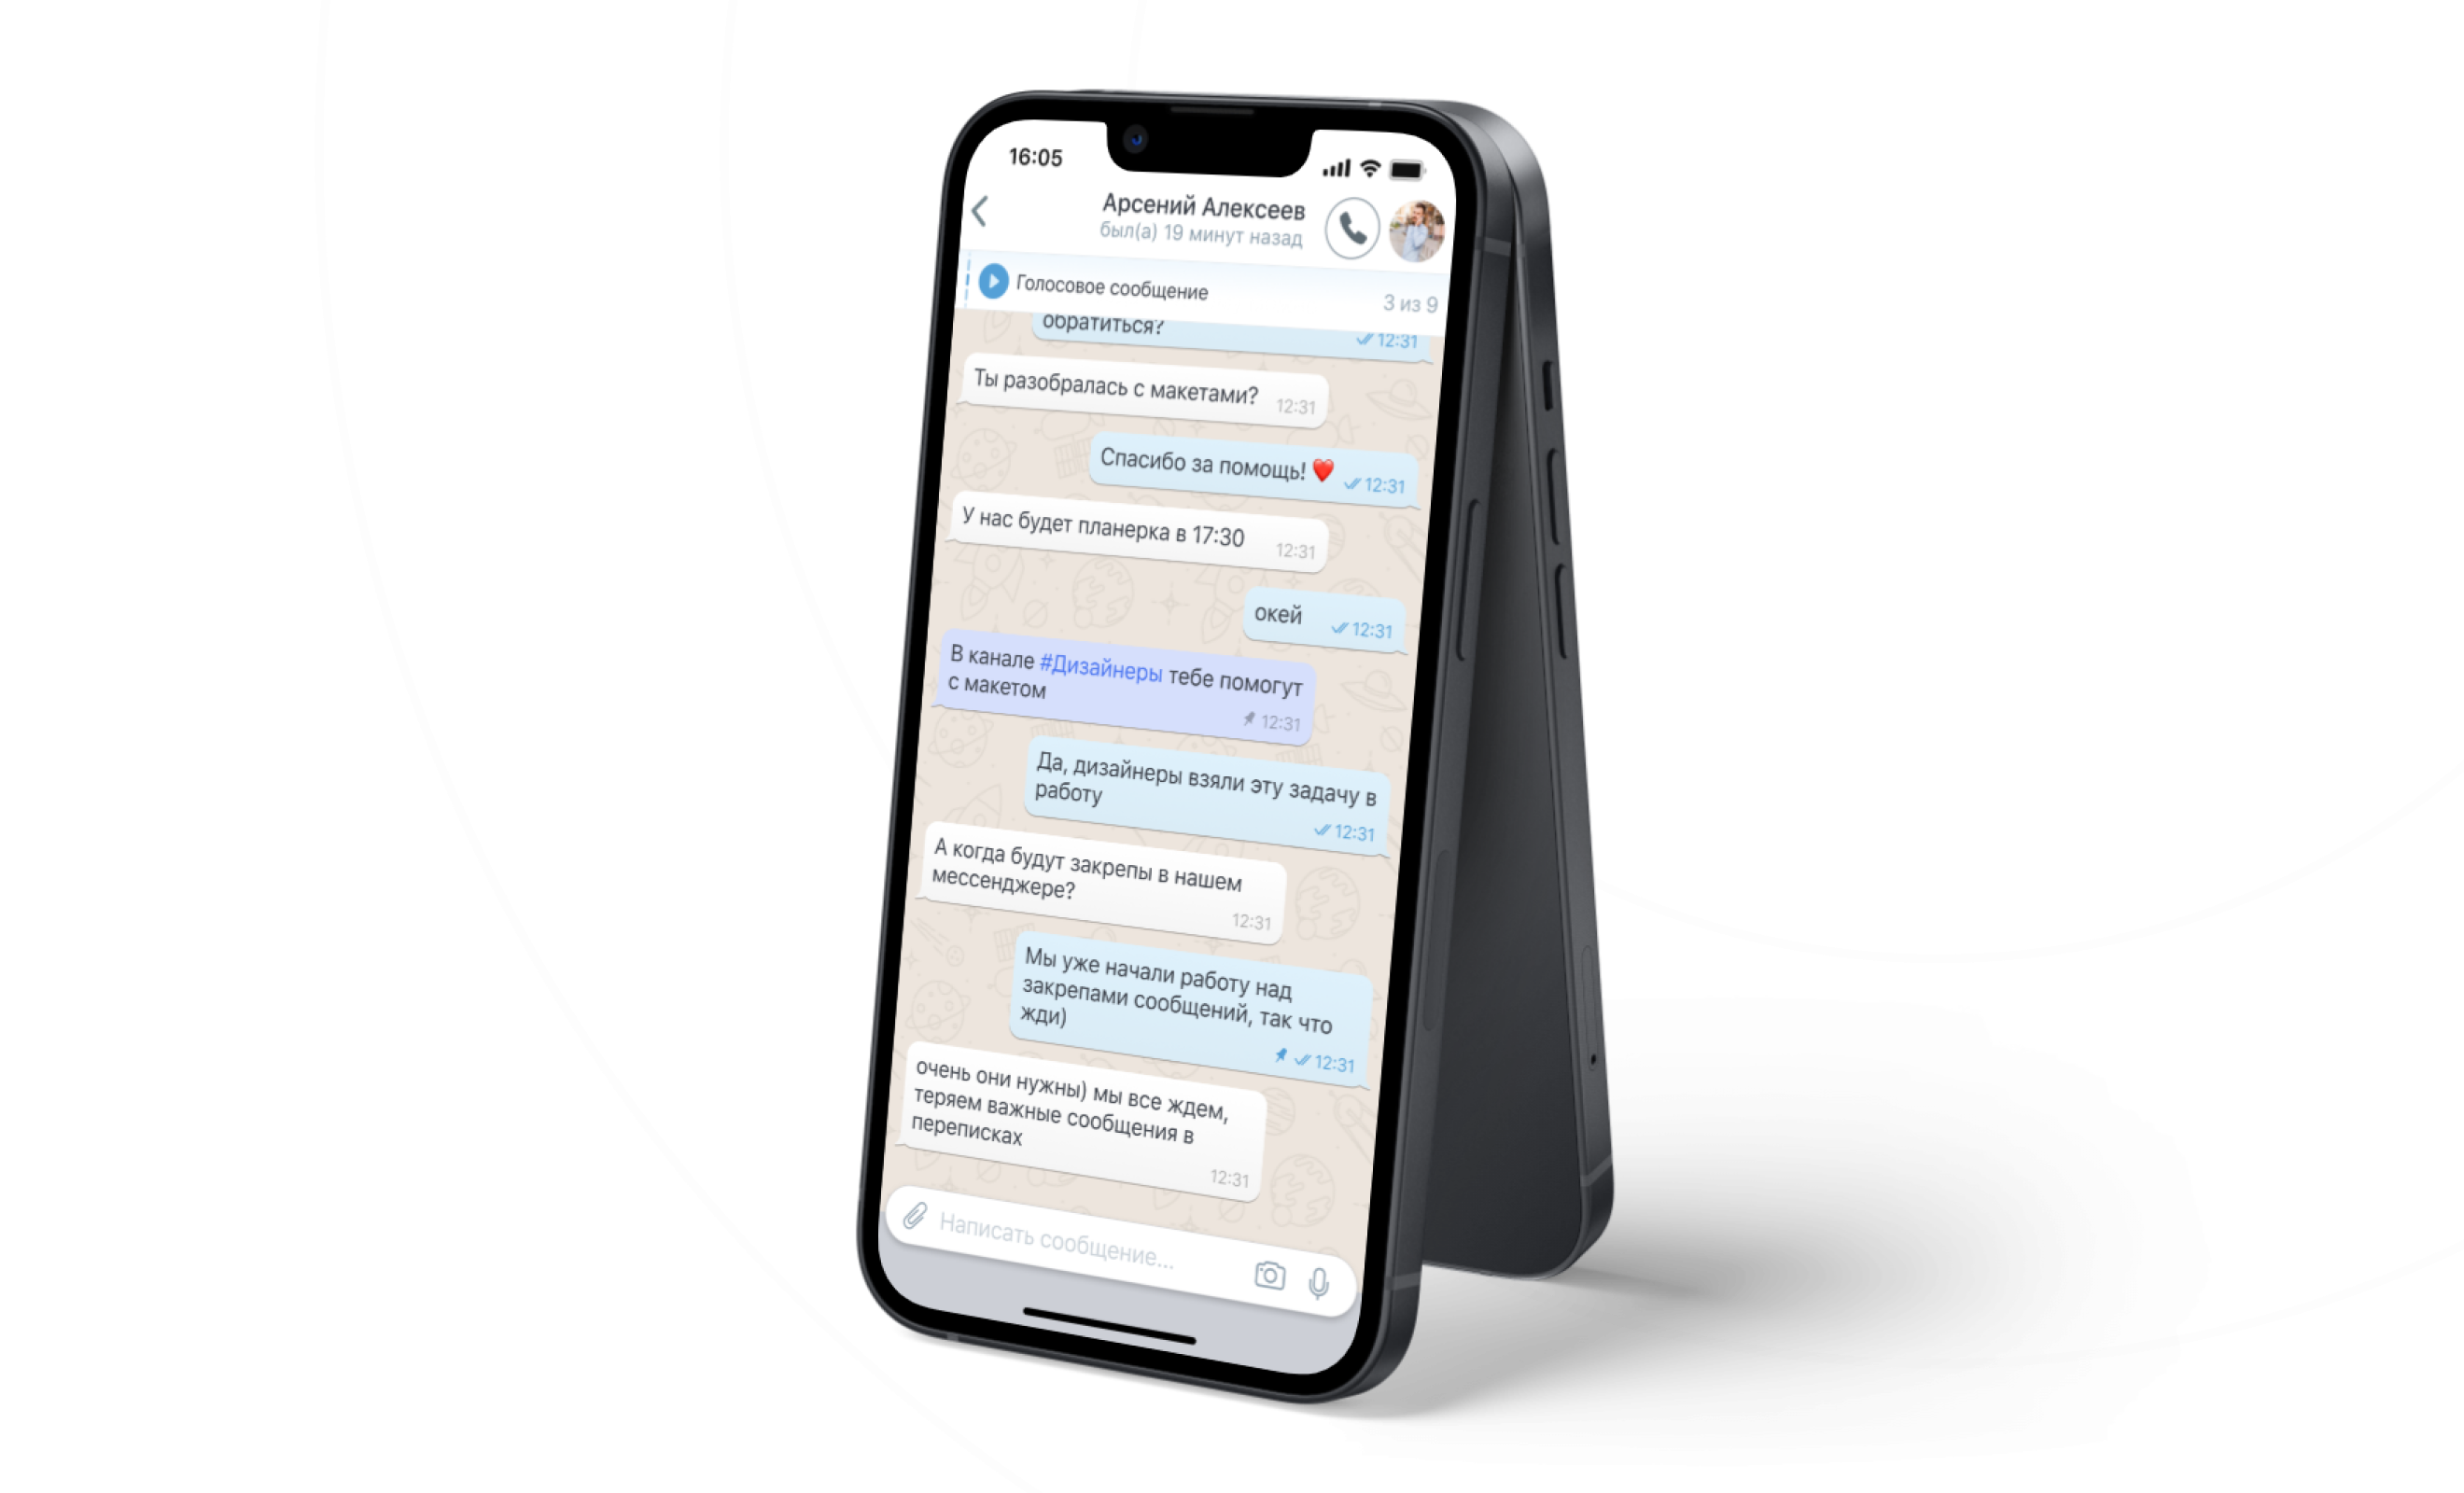 16:05
Арсений Алексеев
был(а) 19 минут назад
Голосовое сообщение
3 из 9
обратиться?
12:31
Ты разобралась с макетами?
12:31
Спасибо за помощь! ❤️
12:31
У нас будет планерка в 17:30
12:31
окей
12:31
В канале #Дизайнеры тебе помогут
с макетом
12:31
Да, дизайнеры взяли эту задачу в
работу
12:31
А когда будут закрепы в нашем
мессенджере?
12:31
Мы уже начали работу над
закрепами сообщений, так что
жди)
12:31
очень они нужны) мы все ждем,
теряем важные сообщения в
переписках
12:31
Написать сообщение...